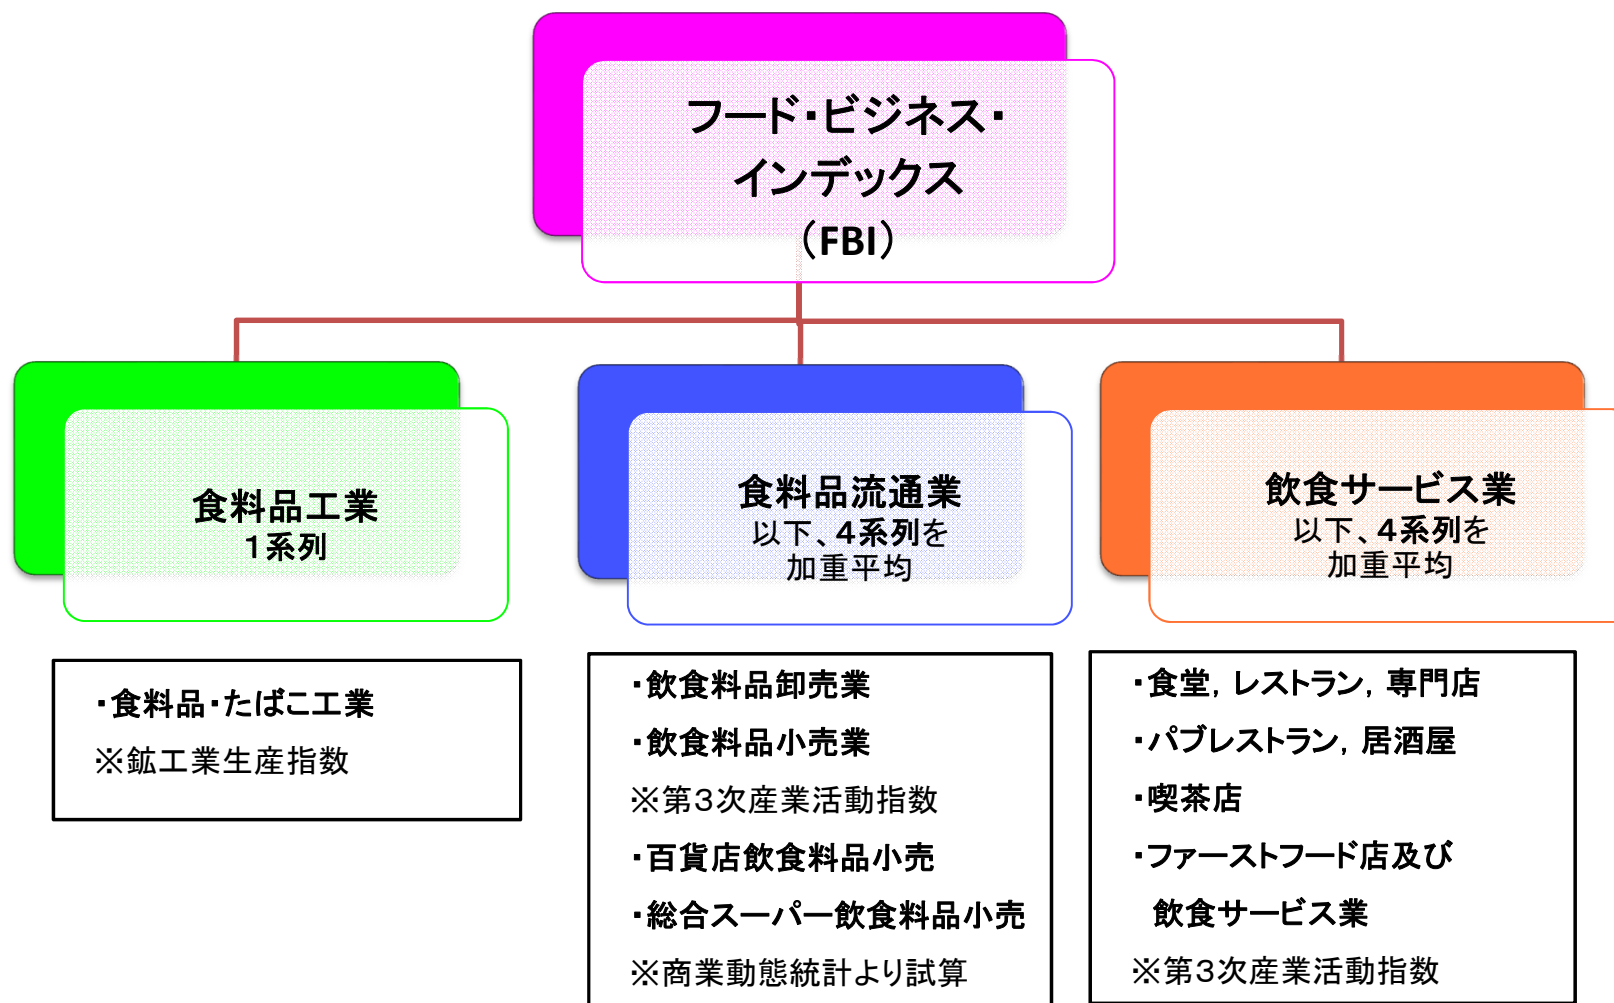 フード・ビジネス・
インデックス
（FBI）
食料品工業
１系列
食料品流通業
以下、４系列を
加重平均
飲食サービス業
以下、４系列を
加重平均
・食料品・たばこ工業
※鉱工業生産指数
・飲食料品卸売業
・飲食料品小売業
※第３次産業活動指数
・百貨店飲食料品小売
・総合スーパー飲食料品小売
※商業動態統計より試算
・食堂，レストラン，専門店
・パブレストラン，居酒屋
・喫茶店
・ファーストフード店及び
飲食サービス業
※第３次産業活動指数